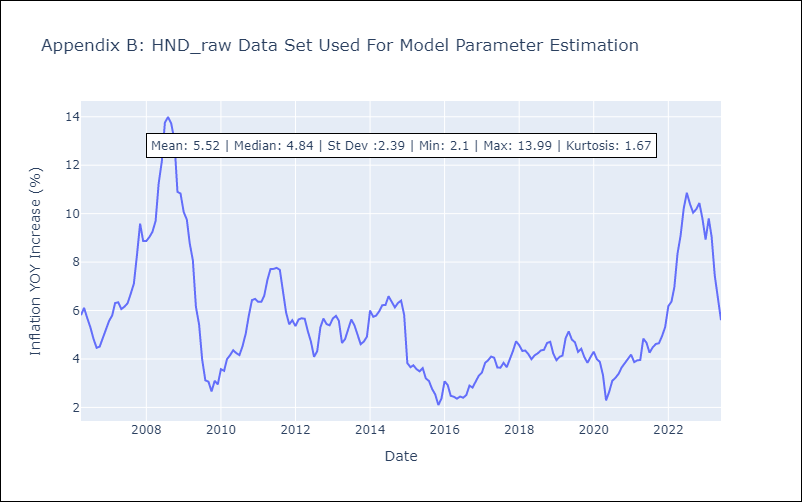 Appendix B: HND_raw Data Set Used For Model Parameter Estimation
14
Mean: 5.52 | Median: 4.84 | St Dev :2.39 | Min: 2.1 | Max: 13.99 | Kurtosis: 1.67
12
10
8
6
4
2
Inflation YOY Increase (%)
2008 2010 2012 2014 2016 2018 2020 2022
Date